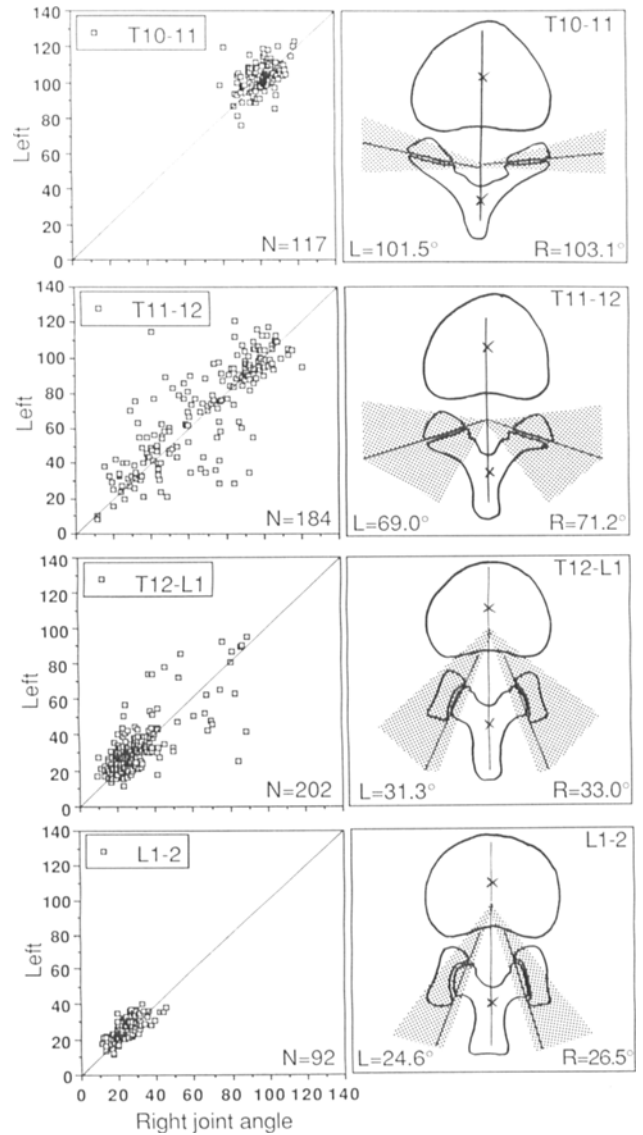 140
120
100
80
60
40
20
0
Left
T10-11
N=117
T10-11
L=101.5°
R=103.1°
140
120
100
80
60
40
20
0
Left
T11-12
N=184
T11-12
L=69.0°
R=71.2°
140
120
100
80
60
40
20
0
Left
T12-L1
N=202
T12-L1
L=31.3°
R=33.0°
140
120
100
80
60
40
20
0
Left
L1-2
N=92
0 20 40 60 80 100 120 140
Right joint angle
L1-2
L=24.6°
R=26.5°